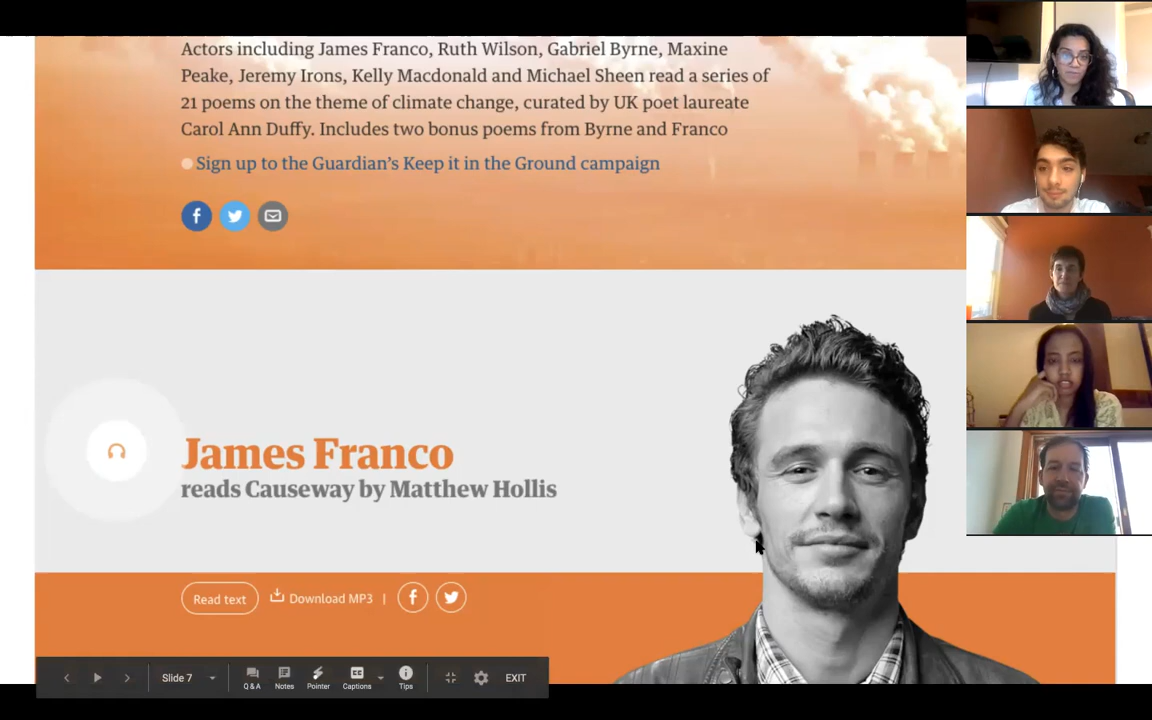 Actors including James Franco, Ruth Wilson, Gabriel Byrne, Maxine
Peake, Jeremy Irons, Kelly Macdonald and Michael Sheen read a series of
21 poems on the theme of climate change, curated by UK poet laureate
Carol Ann Duffy. Includes two bonus poems from Byrne and Franco
Sign up to the Guardian's Keep it in the Ground campaign
James Franco
reads Causeway by Matthew Hollis
Read text Download MP3 |
Slide 7 Q & A Notes Pointer Captions Tips EXIT